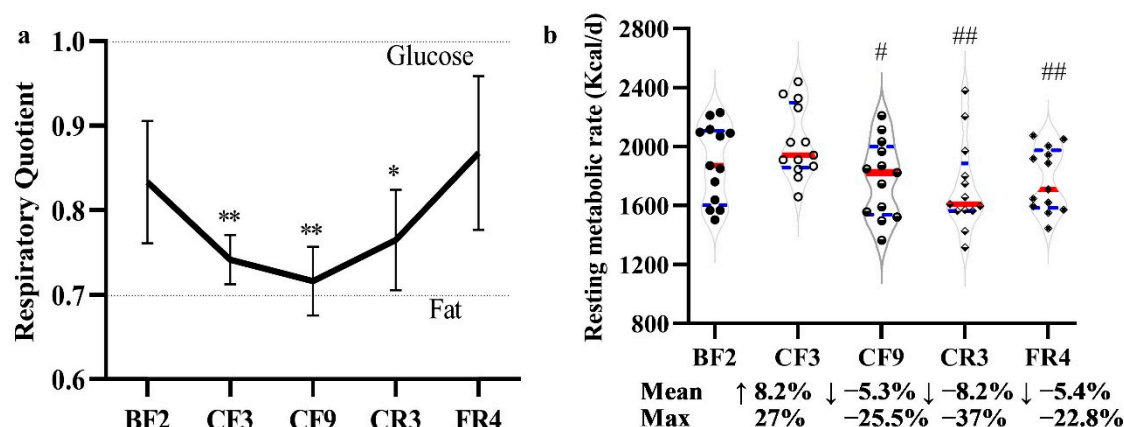 a
Respiratory Quotient
1.0
0.9
0.8
0.7
0.6
Glucose
**
**
*
Fat
BF2 CF3 CF9 CR3 FR4
b
Resting metabolic rate (Kcal/d)
2800
2400
2000
1600
1200
800
# ## ##
BF2 CF3 CF9 CR3 FR4
Mean ↑ 8.2% ↓ −5.3% ↓ −8.2% ↓ −5.4%
Max 27% −25.5% −37% −22.8%